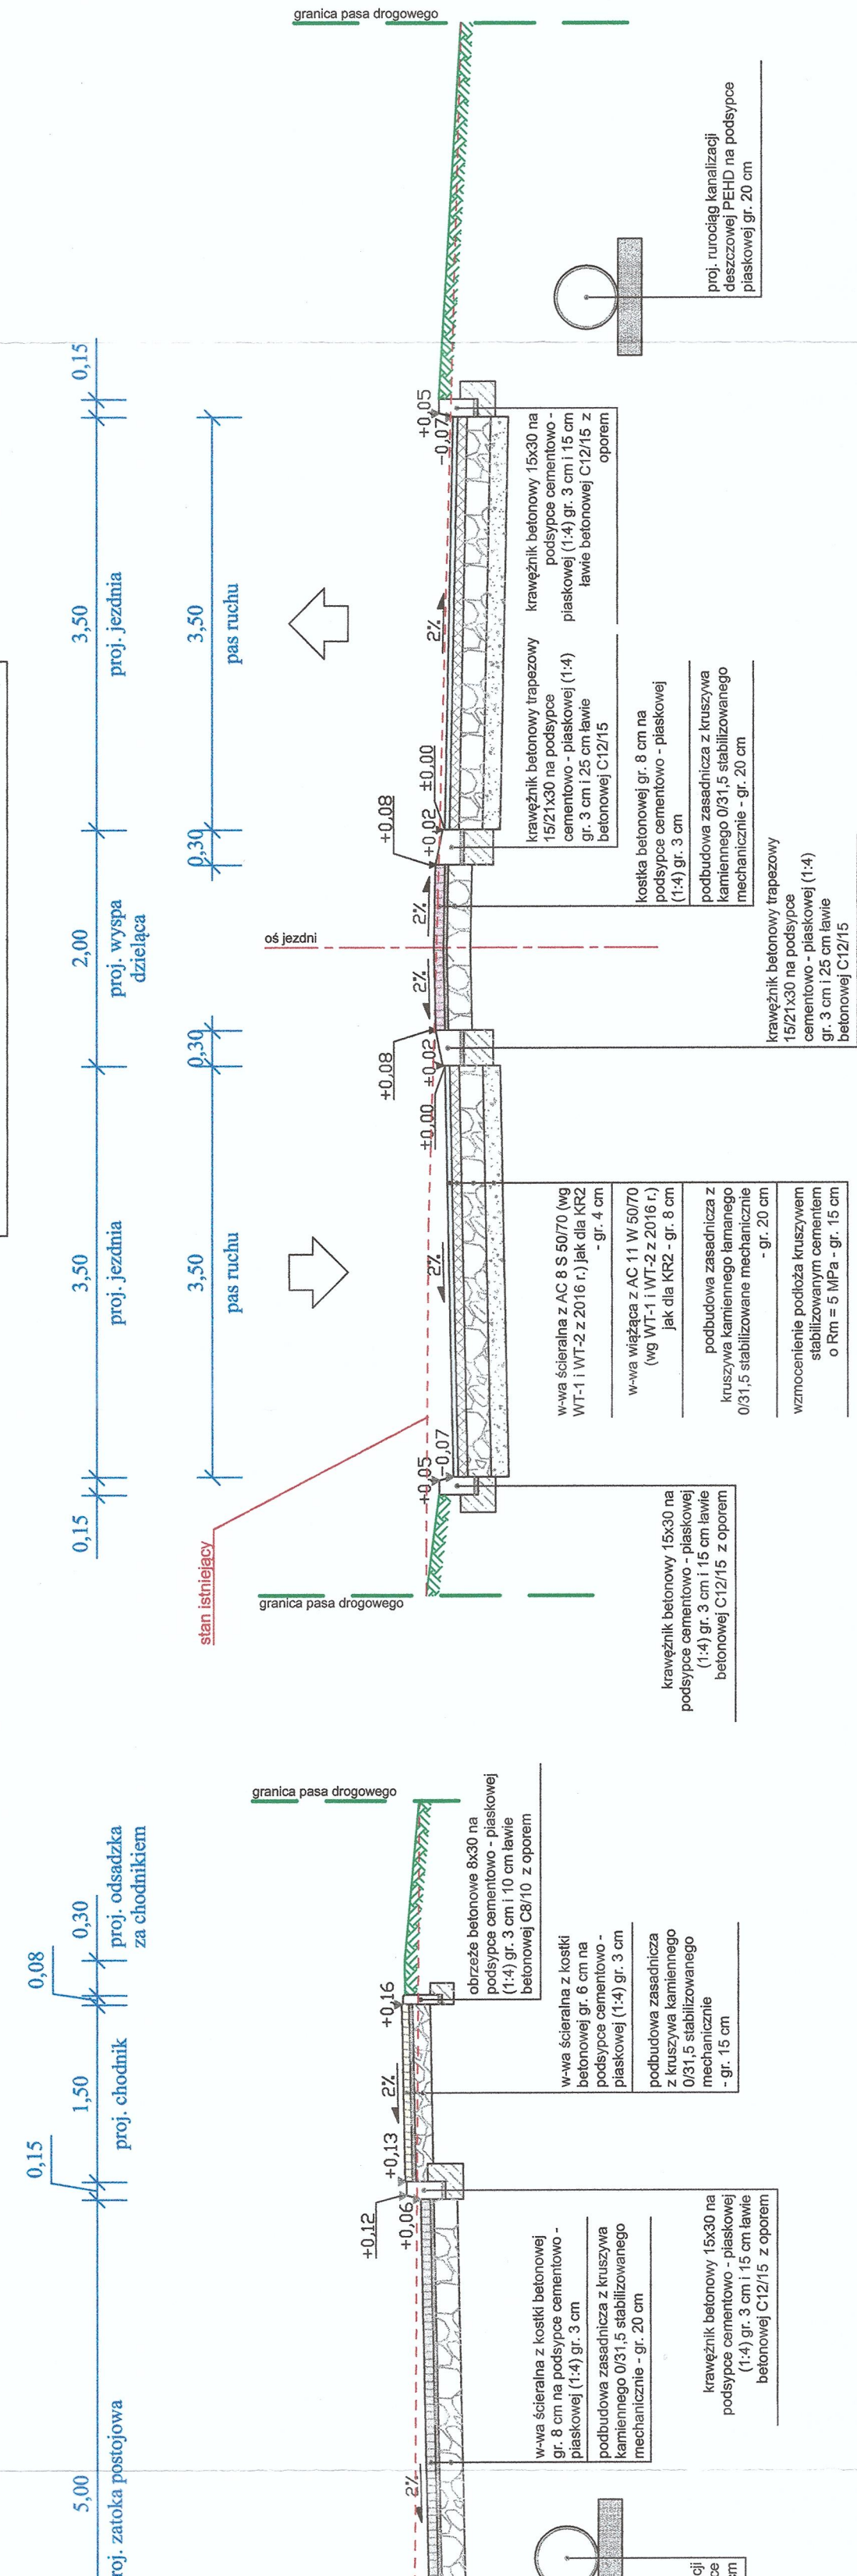 granica pasa drogowego
0,15
3,50
proj. jezdnia
3,50
pas ruchu
2,00
proj. wyspa
dzieląca
0,30
0,30
3,50
proj. jezdnia
3,50
pas ruchu
0,15
+0,05
-0,07
2%
±0,00
+0,02
+0,08
2%
oś jezdni
2%
+0,08
+0,02
±0,00
2%
-0,07
+0,05
stan istniejący
granica pasa drogowego
proj. rurociąg kanalizacji
deszczowej PEHD na podsypce
piaskowej gr. 20 cm
krawężnik betonowy 15x30 na
podsypce cementowo -
piaskowej (1:4) gr. 3 cm i 15 cm
ławie betonowej C12/15 z
oporem
krawężnik betonowy trapezowy
15/21x30 na podsypce
cementowo - piaskowej (1:4)
gr. 3 cm i 25 cm ławie
betonowej C12/15
kostka betonowej gr. 8 cm na
podsypce cementowo - piaskowej
(1:4) gr. 3 cm
podbudowa zasadnicza z kruszywa
kamiennego 0/31,5 stabilizowanego
mechanicznie - gr. 20 cm
krawężnik betonowy trapezowy
15/21x30 na podsypce
cementowo - piaskowej (1:4)
gr. 3 cm i 25 cm ławie
betonowej C12/15
w-wa ścieralna z AC 8 S 50/70 (wg
WT-1 i WT-2 z 2016 r.) jak dla KR2
- gr. 4 cm
w-wa wiążąca z AC 11 W 50/70
(wg WT-1 i WT-2 z 2016 r.)
jak dla KR2 - gr. 8 cm
podbudowa zasadnicza z
kruszywa kamiennego łamanego
0/31,5 stabilizowane mechanicznie
- gr. 20 cm
wzmocenienie podłoża kruszywem
stabilizowanym cementem
o Rm = 5 MPa - gr. 15 cm
krawężnik betonowy 15x30 na
podsypce cementowo - piaskowej
(1:4) gr. 3 cm i 15 cm ławie
betonowej C12/15 z oporem
granica pasa drogowego
0,30
proj. odsadzka
za chodnikiem
0,08
1,50
proj. chodnik
0,15
5,00
roj. zatoka postojowa
+0,16
2%
+0,13
+0,12
+0,06
2%
obrzeże betonowe 8x30 na
podsypce cementowo - piaskowej
(1:4) gr. 3 cm i 10 cm ławie
betonowej C8/10 z oporem
w-wa ścieralna z kostki
betonowej gr. 6 cm na
podsypce cementowo -
piaskowej (1:4) gr. 3 cm
podbudowa zasadnicza
z kruszywa kamiennego
0/31,5 stabilizowanego
mechanicznie
- gr. 15 cm
w-wa ścieralna z kostki betonowej
gr. 8 cm na podsypce cementowo -
piaskowej (1:4) gr. 3 cm
podbudowa zasadnicza z kruszywa
kamiennego 0/31,5 stabilizowanego
mechanicznie - gr. 20 cm
krawężnik betonowy 15x30 na
podsypce cementowo - piaskowej
(1:4) gr. 3 cm i 15 cm ławie
betonowej C12/15 z oporem